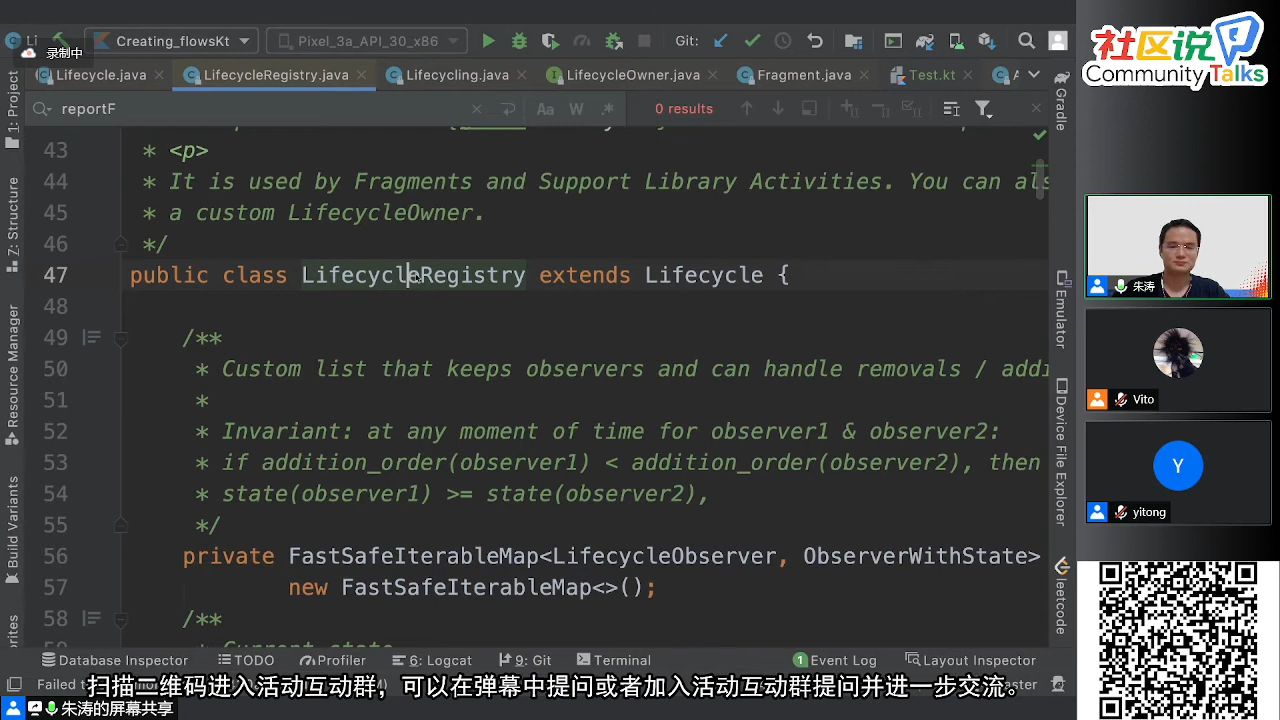 Creating_flowsKt
Pixel_3a_API_30
Git:
录制中
Lifecycle.java
LifecycleRegistry.java
Lifecycling.java
LifecycleOwner.java
Fragment.java
Test.kt
reportF
Aa
W
.*
0 results
43
* <p>
44
* It is used by Fragments and Support Library Activities. You can als
45
* a custom LifecycleOwner.
46
*/
47
public class LifecycleRegistry extends Lifecycle {
48
49
/**
50
* Custom list that keeps observers and can handle removals / addi
51
*
52
* Invariant: at any moment of time for observer1 & observer2:
53
* if addition_order(observer1) < addition_order(observer2), then
54
* state(observer1) >= state(observer2),
55
*/
56
private FastSafeIterableMap<LifecycleObserver, ObserverWithState>
57
new FastSafeIterableMap<>();
58
/**
* Current state
1: Project
Z: Structure
Resource Manager
Build Variants
Gradle
Emulator
Device File Explorer
leetcode
Database Inspector
TODO
Profiler
6: Logcat
9: Git
Terminal
1 Event Log
Layout Inspector
Failed t
扫描二维码进入活动互动群，可以在弹幕中提问或者加入活动互动群提问并进一步交流。
朱涛的屏幕共享
社区说
Community Talks
朱涛
Vito
Y
yitong